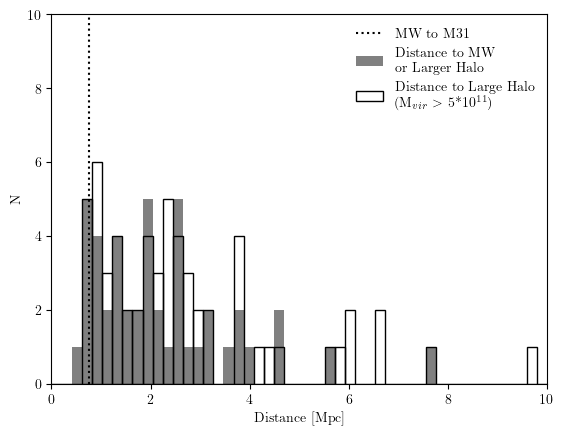 MW to M31
Distance to MW
or Larger Halo
Distance to Large Halo
(M_vir > 5*10^11)
10
8
6
4
2
0
N
0 2 4 6 8 10
Distance [Mpc]